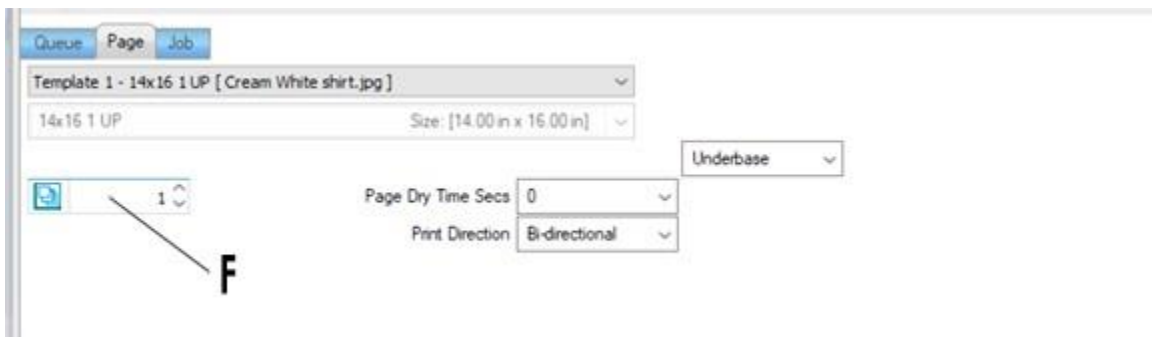 Queue Page Job
Template 1 - 14x16 1 UP [ Cream White shirt.jpg ]
14x16 1 UP Size: [14.00 in x 16.00 in]
Underbase
1 Page Dry Time Secs 0
Print Direction Bi-directional
F